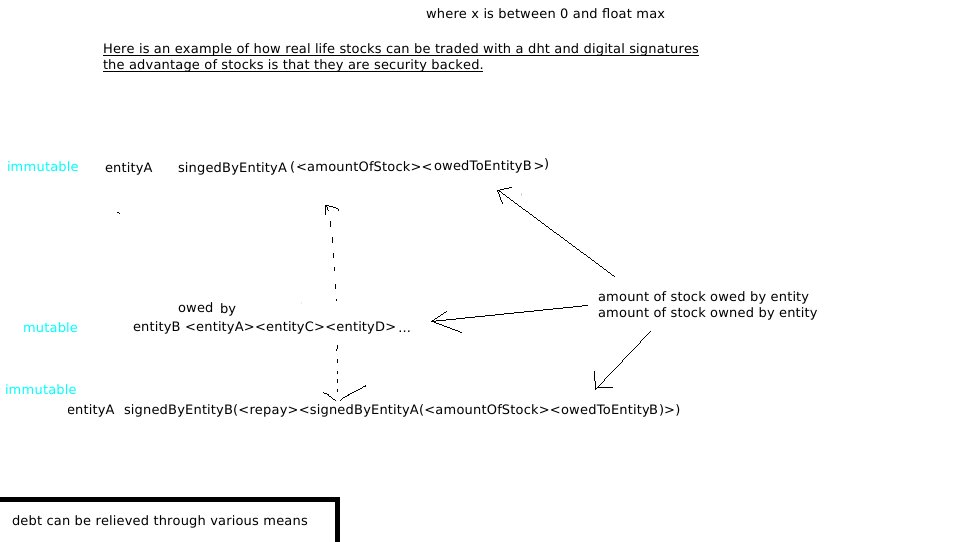 where x is between 0 and float max
Here is an example of how real life stocks can be traded with a dht and digital signatures
the advantage of stocks is that they are security backed.
immutable entityA singedByEntityA (<amountOfStock><owedToEntityB>)
amount of stock owed by entity
amount of stock owned by entity
owed by
mutable entityB <entityA><entityC><entityD>...
immutable
entityA signedByEntityB(<repay><signedByEntityA(<amountOfStock><owedToEntityB)>)
debt can be relieved through various means